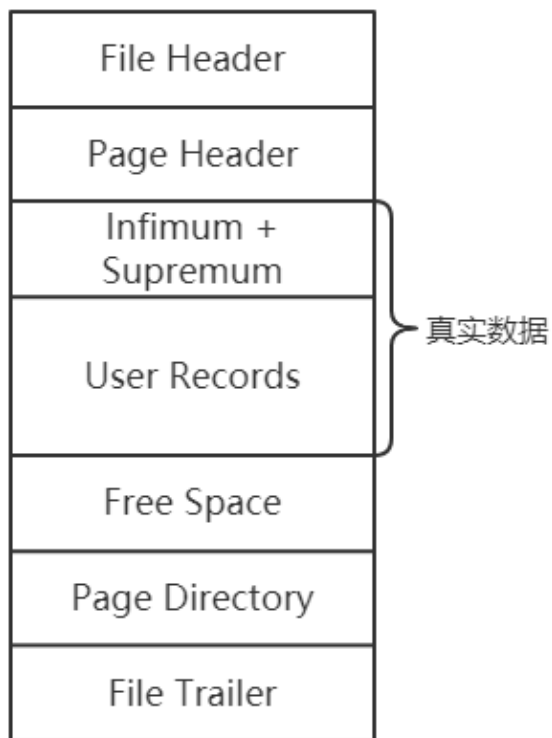 File Header
Page Header
Infimum +
Supremum
User Records
真实数据
Free Space
Page Directory
File Trailer